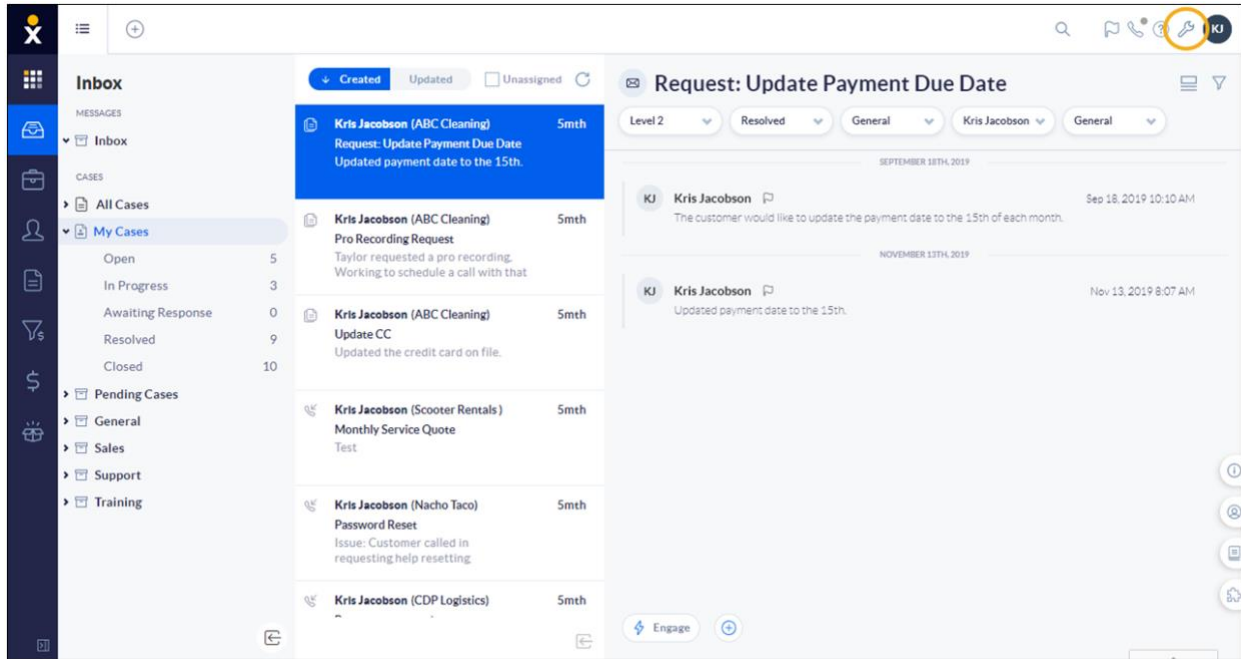 KJ
Inbox
MESSAGES
Inbox
CASES
All Cases
My Cases
Open 5
In Progress 3
Awaiting Response 0
Resolved 9
Closed 10
Pending Cases
General
Sales
Support
Training
Created Updated Unassigned
Kris Jacobson (ABC Cleaning) 5mth
Request: Update Payment Due Date
Updated payment date to the 15th.
Kris Jacobson (ABC Cleaning) 5mth
Pro Recording Request
Taylor requested a pro recording.
Working to schedule a call with that
Kris Jacobson (ABC Cleaning) 5mth
Update CC
Updated the credit card on file.
Kris Jacobson (Scooter Rentals) 5mth
Monthly Service Quote
Test
Kris Jacobson (Nacho Taco) 5mth
Password Reset
Issue: Customer called in
requesting help resetting
Kris Jacobson (CDP Logistics) 5mth
Request: Update Payment Due Date
Level 2 Resolved General Kris Jacobson General
SEPTEMBER 18TH, 2019
KJ Kris Jacobson Sep 18, 2019 10:10 AM
The customer would like to update the payment date to the 15th of each month.
NOVEMBER 13TH, 2019
KJ Kris Jacobson Nov 13, 2019 8:07 AM
Updated payment date to the 15th.
Engage